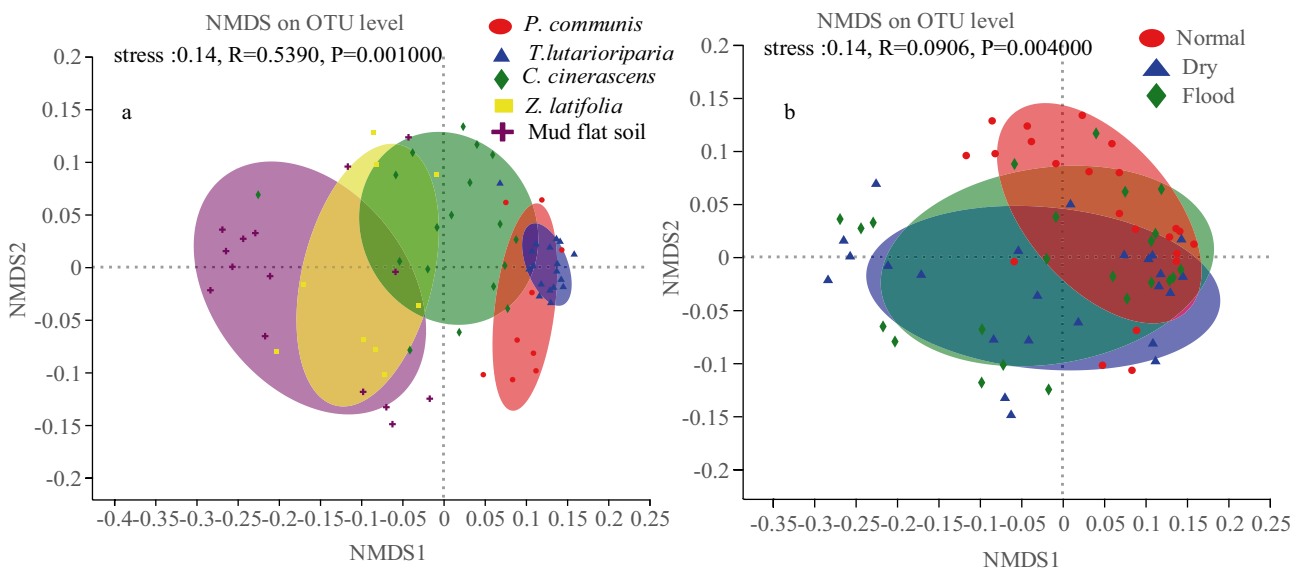 NMDS on OTU level
stress :0.14, R=0.5390, P=0.001000
a
P. communis
T.lutarioriparia
C. cinerascens
Z. latifolia
Mud flat soil
0.2
0.15
0.1
0.05
0
-0.05
-0.1
-0.15
-0.2
NMDS2
-0.4 -0.35 -0.3 -0.25 -0.2 -0.15 -0.1 -0.05 0 0.05 0.1 0.15 0.2 0.25
NMDS1
NMDS on OTU level
stress :0.14, R=0.0906, P=0.004000
b
Normal
Dry
Flood
0.2
0.15
0.1
0.05
0
-0.05
-0.1
-0.15
-0.2
NMDS2
-0.35 -0.3 -0.25 -0.2 -0.15 -0.1 -0.05 0 0.05 0.1 0.15 0.2 0.25
NMDS1